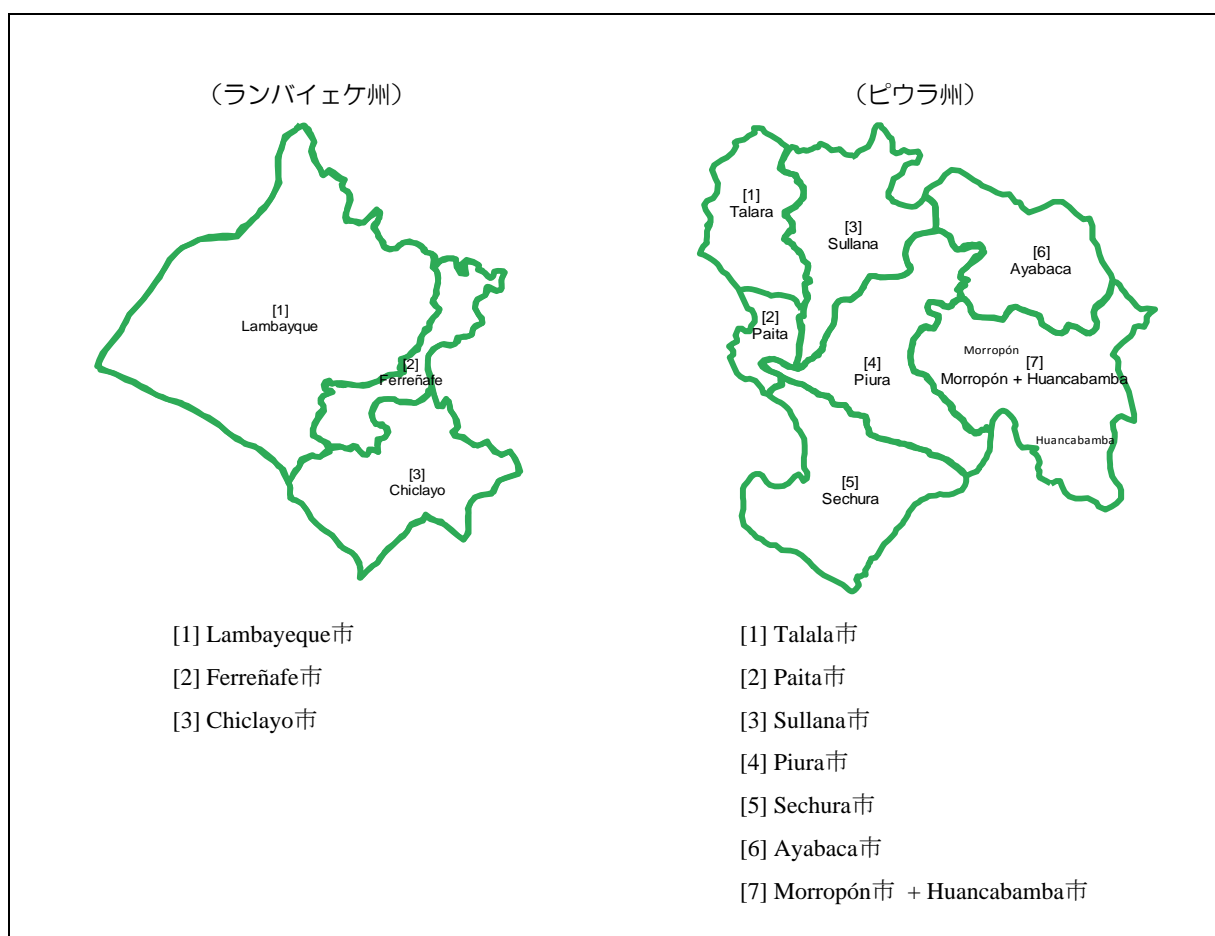 （ランバイェケ州）
[1]
Lambayque
[2]
Ferreñafe
[3]
Chiclayo
[1] Lambayeque市
[2] Ferreñafe市
[3] Chiclayo市
（ピウラ州）
[1]
Talara
[3]
Sullana
[6]
Ayabaca
[2]
Paita
[4]
Piura
Morropón
[7]
Morropón + Huancabamba
Huancabamba
[5]
Sechura
[1] Talala市
[2] Paita市
[3] Sullana市
[4] Piura市
[5] Sechura市
[6] Ayabaca市
[7] Morropón市 + Huancabamba市